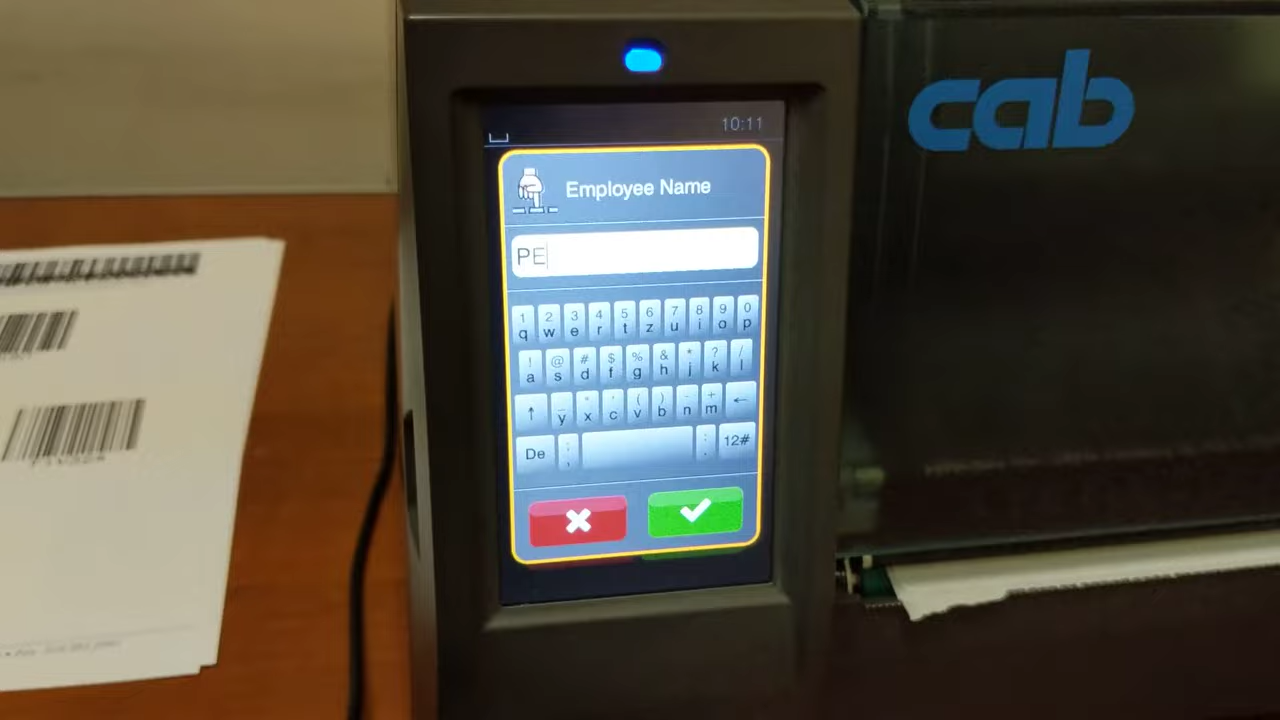 cab
10:11
Employee Name
PE
1 2 3 4 5 6 7 8 9 0
q w e r t z u i o p
! @ # $ % & * ? /
a s d f g h j k l
↑ y x c v b n m ←
De 12#